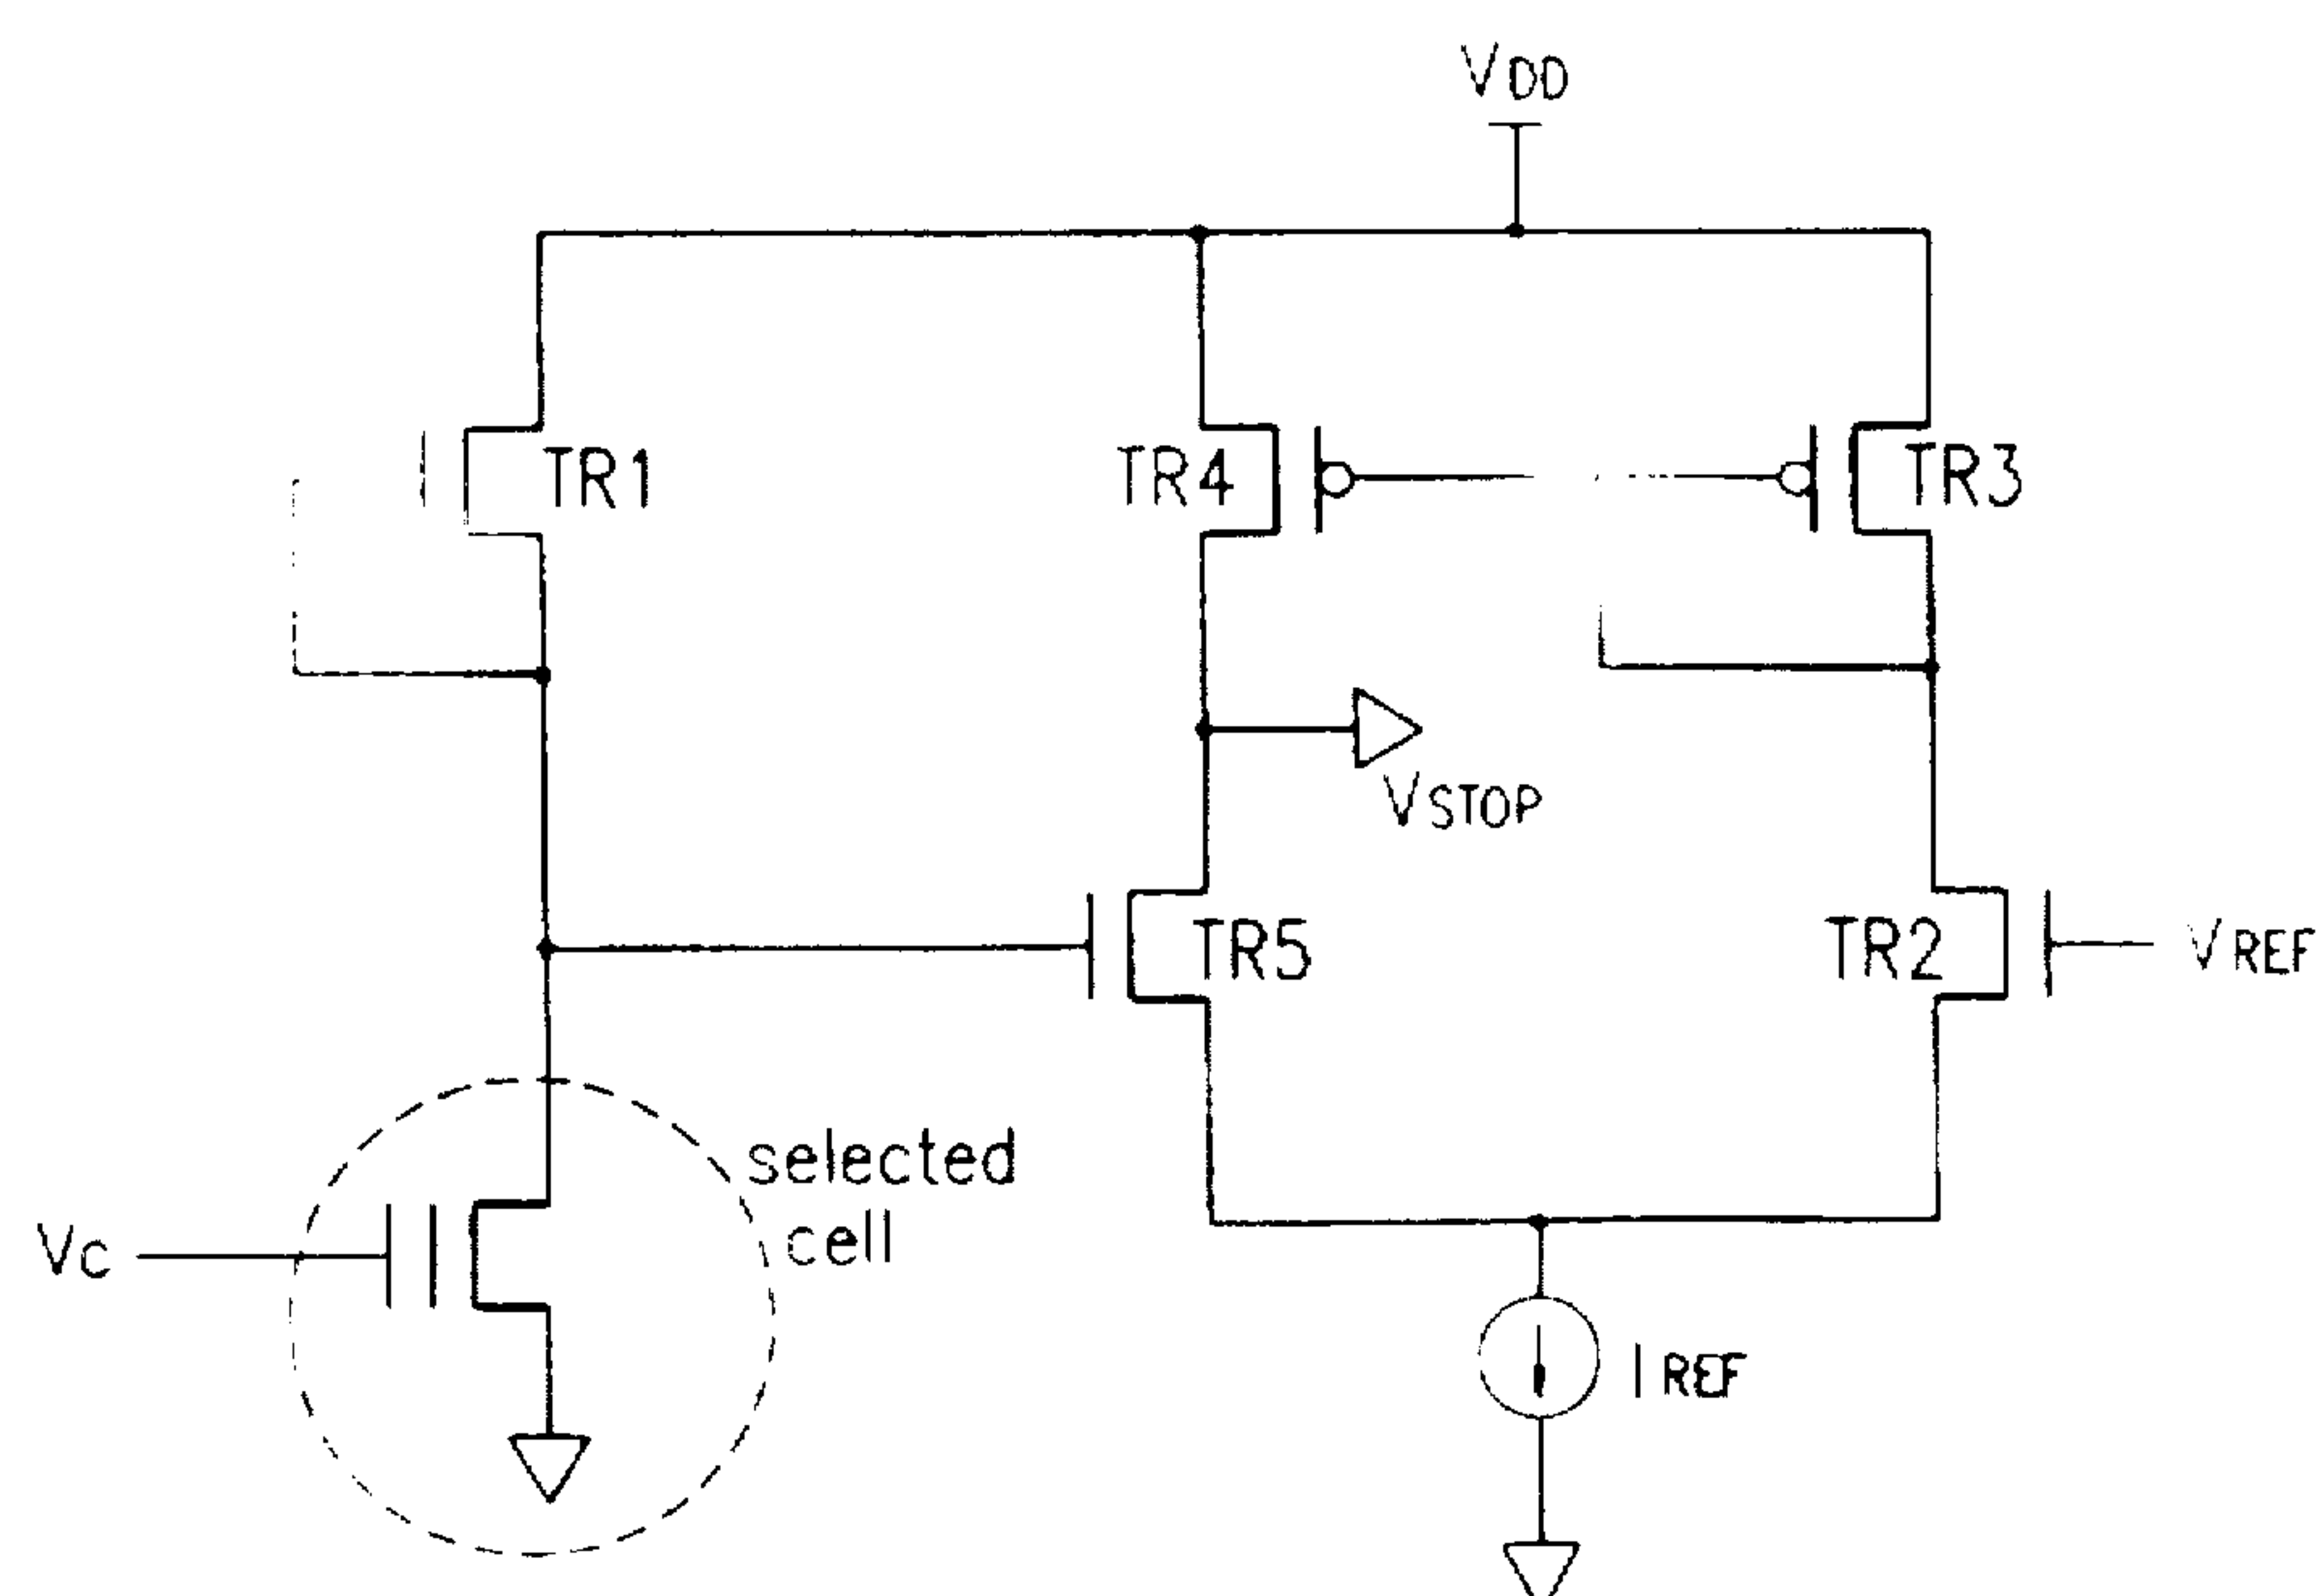 VDD
TR1
TR4
TR3
VSTOP
TR5
TR2
VREF
selected
cell
VC
IREF